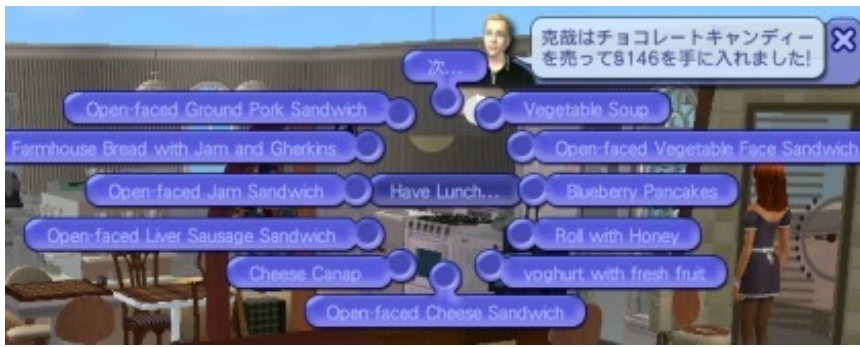 克哉はチョコレートキャンディー
を売って8146を手に入れました!
次...
Open-faced Ground Pork Sandwich
Vegetable Soup
Farmhouse Bread with Jam and Gherkins
Open-faced Vegetable Face Sandwich
Open-faced Jam Sandwich
Have Lunch...
Blueberry Pancakes
Open-faced Liver Sausage Sandwich
Roll with Honey
Cheese Canap
yoghurt with fresh fruit
Open-faced Cheese Sandwich